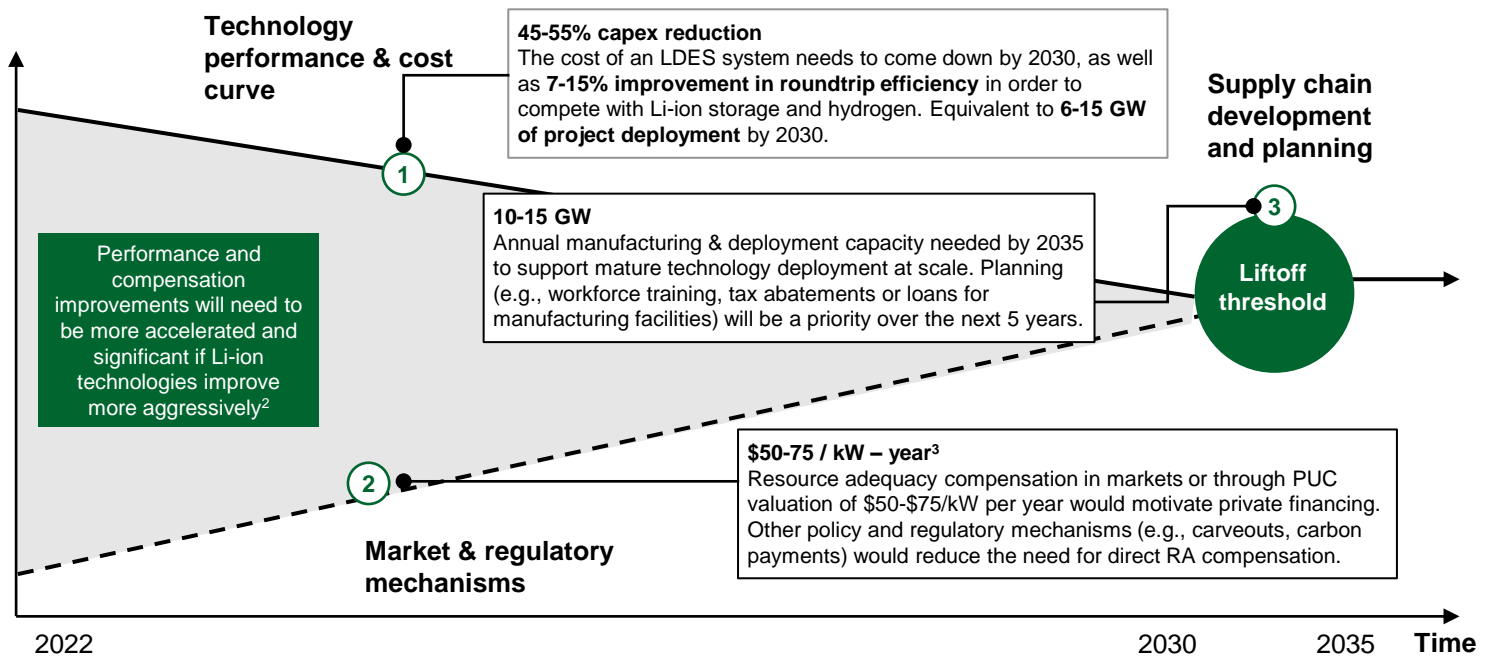 Technology
performance & cost
curve
45-55% capex reduction
The cost of an LDES system needs to come down by 2030, as well
as 7-15% improvement in roundtrip efficiency in order to
compete with Li-ion storage and hydrogen. Equivalent to 6-15 GW
of project deployment by 2030.
Supply chain
development
and planning
1
10-15 GW
Annual manufacturing & deployment capacity needed by 2035
to support mature technology deployment at scale. Planning
(e.g., workforce training, tax abatements or loans for
manufacturing facilities) will be a priority over the next 5 years.
3
Liftoff
threshold
Performance and
compensation
improvements will need to
be more accelerated and
significant if Li-ion
technologies improve
more aggressively²
2
$50-75 / kW – year³
Resource adequacy compensation in markets or through PUC
valuation of $50-$75/kW per year would motivate private financing.
Other policy and regulatory mechanisms (e.g., carveouts, carbon
payments) would reduce the need for direct RA compensation.
Market & regulatory
mechanisms
2022
2030
2035
Time